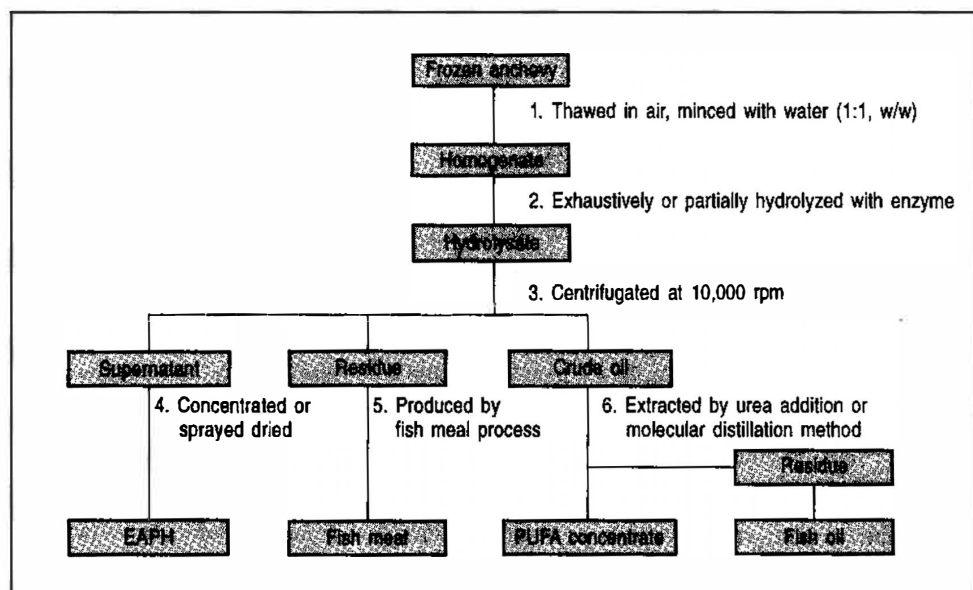 Frozen anchovy
1. Thawed in air, minced with water (1:1, w/w)
Homogenate
2. Exhaustively or partially hydrolyzed with enzyme
Hydrolysate
3. Centrifugated at 10,000 rpm
Supernatant Residue Crude oil
4. Concentrated or 5. Produced by 6. Extracted by urea addition or
sprayed dried fish meal process molecular distillation method
Residue
EAPH Fish meal PUFA concentrate Fish oil